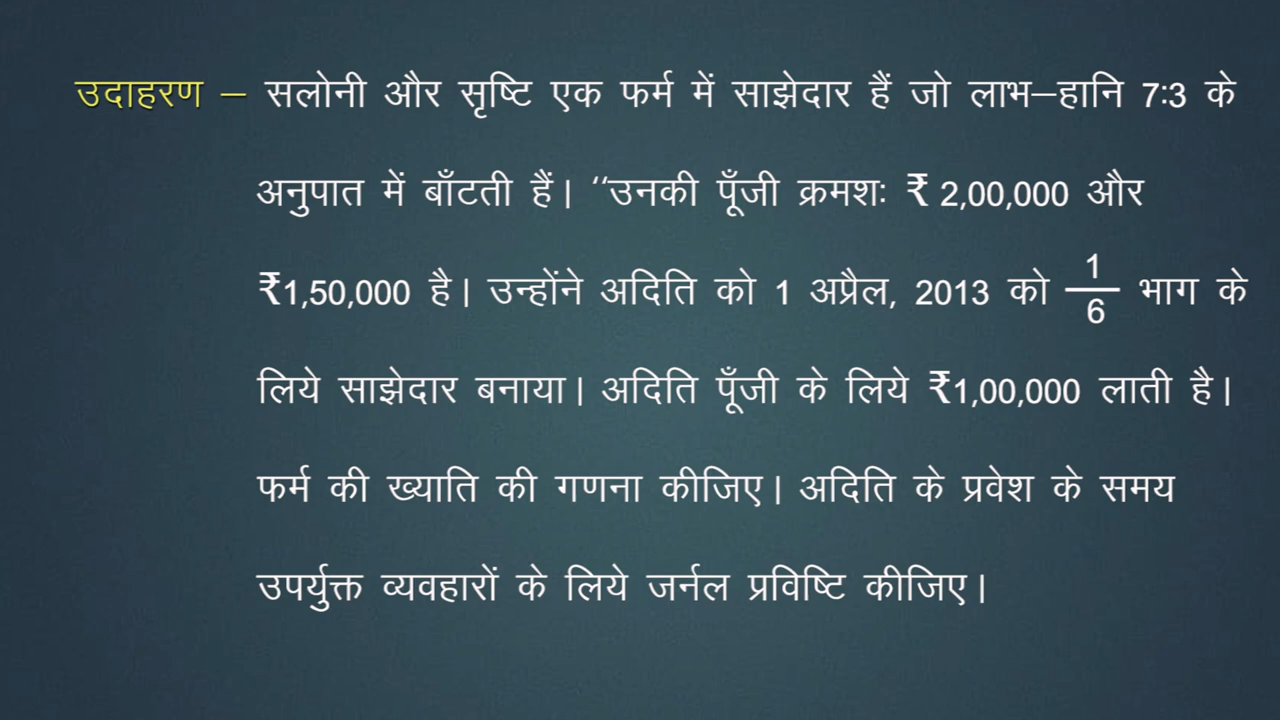 उदाहरण – सलोनी और सृष्टि एक फर्म में साझेदार हैं जो लाभ–हानि 7:3 के
अनुपात में बाँटती हैं। ‘‘उनकी पूँजी क्रमशः ₹ 2,00,000 और
₹1,50,000 है। उन्होंने अदिति को 1 अप्रैल, 2013 को 1/6 भाग के
लिये साझेदार बनाया। अदिति पूँजी के लिये ₹1,00,000 लाती है।
फर्म की ख्याति की गणना कीजिए। अदिति के प्रवेश के समय
उपर्युक्त व्यवहारों के लिये जर्नल प्रविष्टि कीजिए।